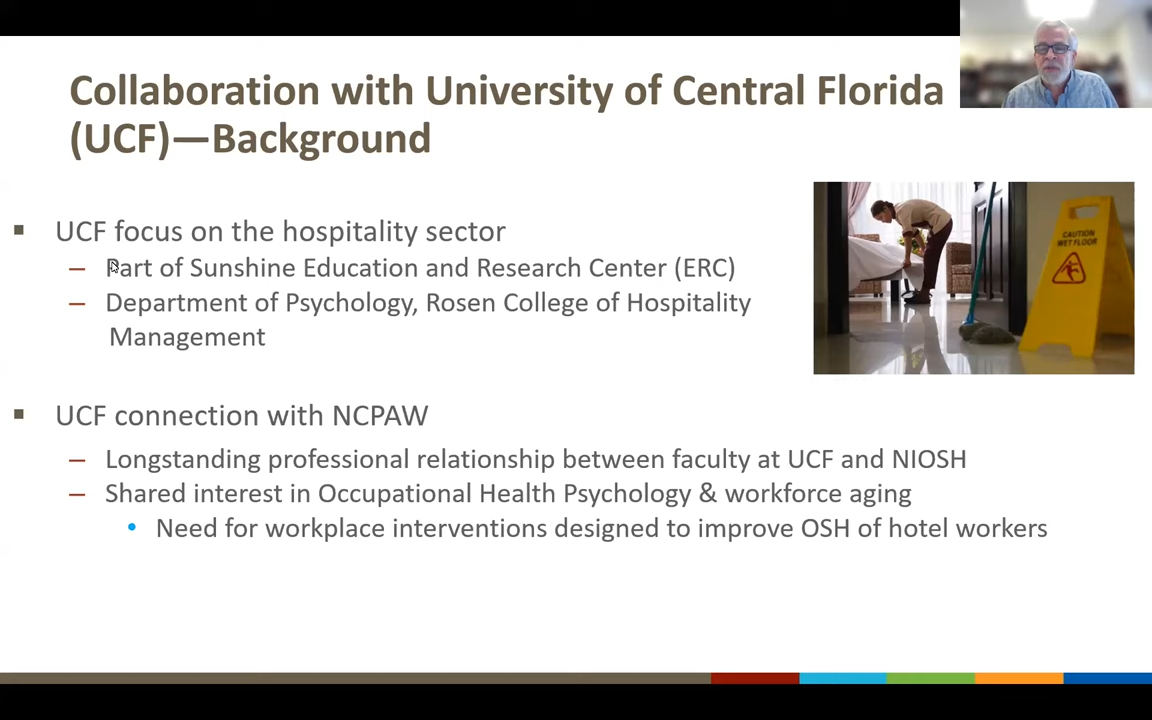 Collaboration with University of Central Florida
(UCF)—Background
▪ UCF focus on the hospitality sector
– Part of Sunshine Education and Research Center (ERC)
– Department of Psychology, Rosen College of Hospitality
Management
CAUTION
WET FLOOR
▪ UCF connection with NCPAW
– Longstanding professional relationship between faculty at UCF and NIOSH
– Shared interest in Occupational Health Psychology & workforce aging
• Need for workplace interventions designed to improve OSH of hotel workers